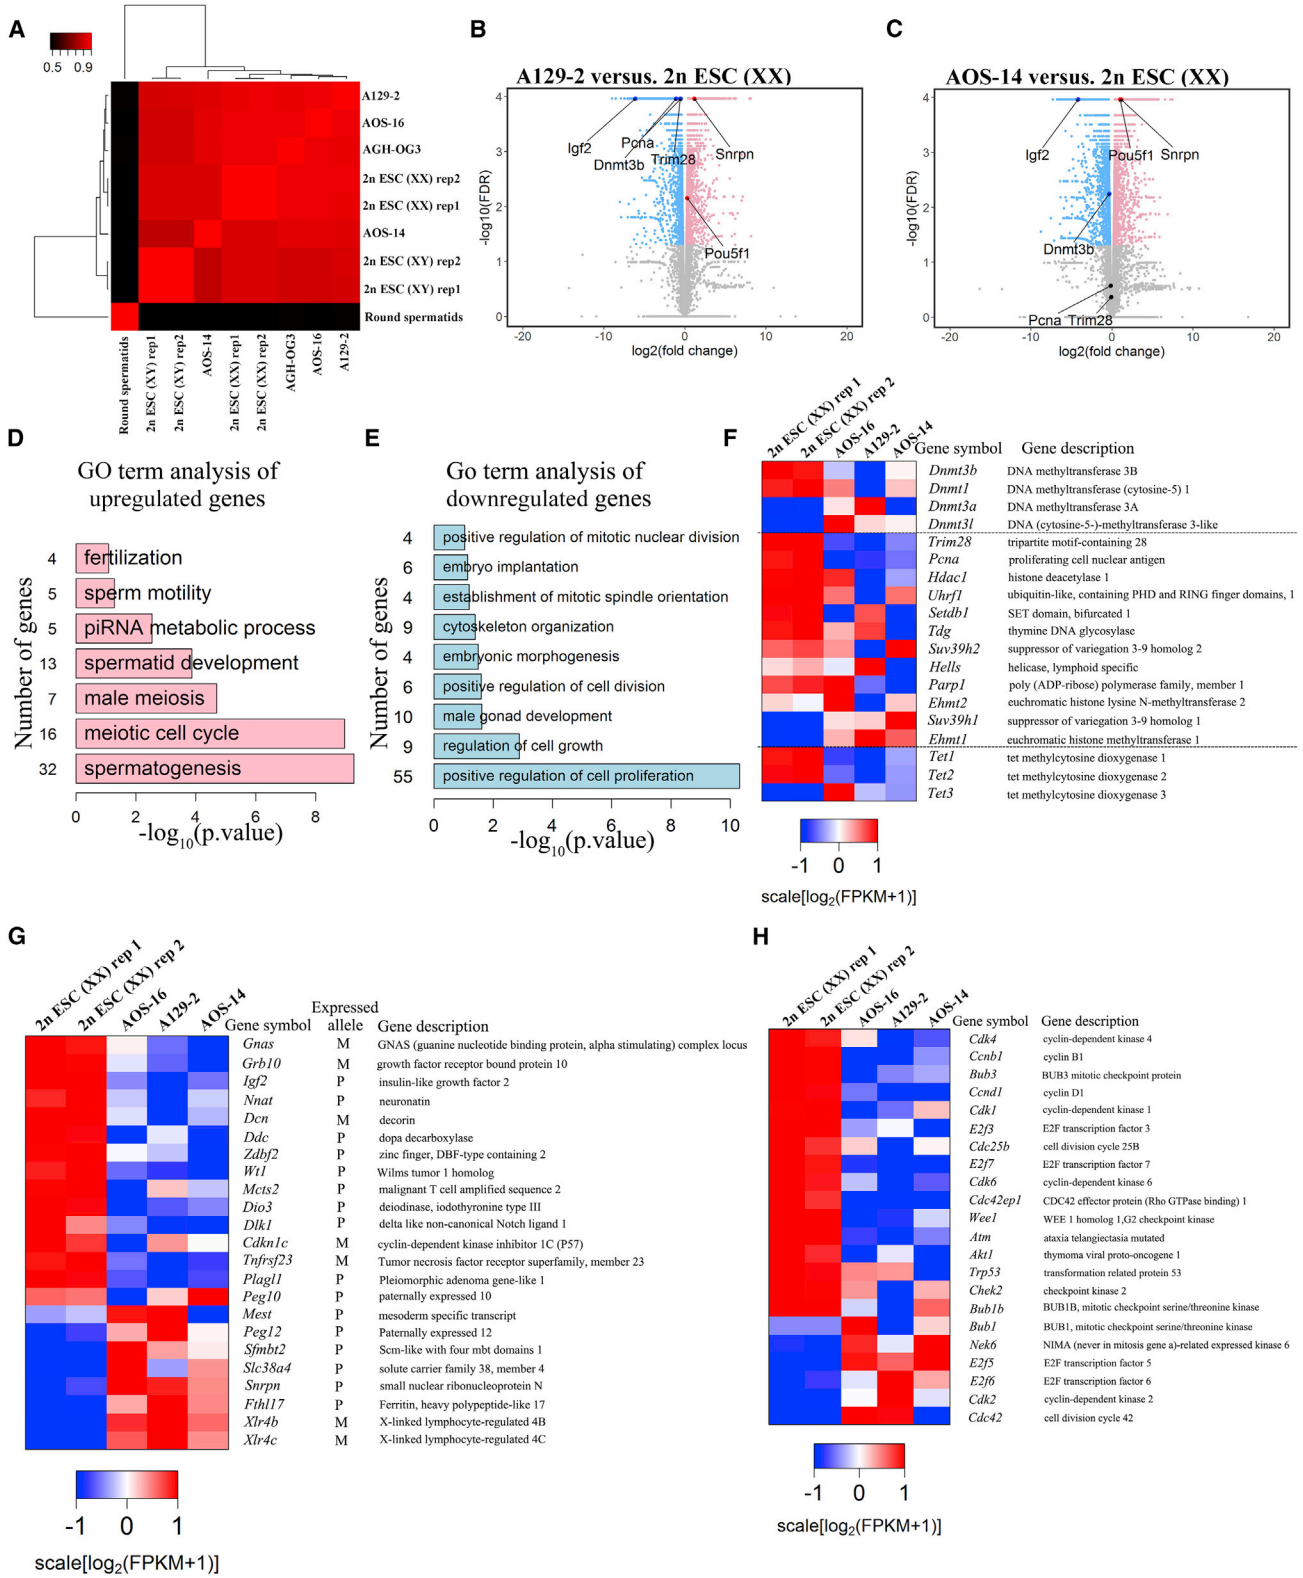 A
0.5 0.9
A129-2
AOS-16
AGH-OG3
2n ESC (XX) rep2
2n ESC (XX) rep1
AOS-14
2n ESC (XY) rep2
2n ESC (XY) rep1
Round spermatids
Round spermatids
2n ESC (XY) rep1
2n ESC (XY) rep2
AOS-14
2n ESC (XX) rep1
2n ESC (XX) rep2
AGH-OG3
AOS-16
A129-2
B
A129-2 versus. 2n ESC (XX)
-log10(FDR)
4
3
2
1
0
Igf2
Pcna
Dnmt3b
Trim28
Snrpn
Pou5f1
-20 -10 0 10 20
log2(fold change)
C
AOS-14 versus. 2n ESC (XX)
-log10(FDR)
4
3
2
1
0
Igf2
Pou5f1
Snrpn
Dnmt3b
Pcna
Trim28
-20 -10 0 10 20
log2(fold change)
D
GO term analysis of
upregulated genes
Number of genes
4 fertilization
5 sperm motility
5 piRNA metabolic process
13 spermatid development
7 male meiosis
16 meiotic cell cycle
32 spermatogenesis
0 2 4 6 8
-log10(p.value)
E
Go term analysis of
downregulated genes
Number of genes
4 positive regulation of mitotic nuclear division
6 embryo implantation
4 establishment of mitotic spindle orientation
9 cytoskeleton organization
4 embryonic morphogenesis
6 positive regulation of cell division
10 male gonad development
9 regulation of cell growth
55 positive regulation of cell proliferation
0 2 4 6 8 10
-log10(p.value)
F
2n ESC (XX) rep 1
2n ESC (XX) rep 2
AOS-16
A129-2
AOS-14
Gene symbol Gene description
Dnmt3b DNA methyltransferase 3B
Dnmt1 DNA methyltransferase (cytosine-5) 1
Dnmt3a DNA methyltransferase 3A
Dnmt3l DNA (cytosine-5-)-methyltransferase 3-like
Trim28 tripartite motif-containing 28
Pcna proliferating cell nuclear antigen
Hdac1 histone deacetylase 1
Uhrf1 ubiquitin-like, containing PHD and RING finger domains, 1
Setdb1 SET domain, bifurcated 1
Tdg thymine DNA glycosylase
Suv39h2 suppressor of variegation 3-9 homolog 2
Hells helicase, lymphoid specific
Parp1 poly (ADP-ribose) polymerase family, member 1
Ehmt2 euchromatic histone lysine N-methyltransferase 2
Suv39h1 suppressor of variegation 3-9 homolog 1
Ehmt1 euchromatic histone methyltransferase 1
Tet1 tet methylcytosine dioxygenase 1
Tet2 tet methylcytosine dioxygenase 2
Tet3 tet methylcytosine dioxygenase 3
-1 0 1
scale[log2(FPKM+1)]
G
2n ESC (XX) rep 1
2n ESC (XX) rep 2
AOS-16
A129-2
AOS-14
Gene symbol Expressed allele Gene description
Gnas M GNAS (guanine nucleotide binding protein, alpha stimulating) complex locus
Grb10 M growth factor receptor bound protein 10
Igf2 P insulin-like growth factor 2
Nnat P neuronatin
Dcn M decorin
Ddc P dopa decarboxylase
Zdbf2 P zinc finger, DBF-type containing 2
Wt1 P Wilms tumor 1 homolog
Mcts2 P malignant T cell amplified sequence 2
Dio3 P deiodinase, iodothyronine type III
Dlk1 P delta like non-canonical Notch ligand 1
Cdkn1c M cyclin-dependent kinase inhibitor 1C (P57)
Tnfrsf23 M Tumor necrosis factor receptor superfamily, member 23
Plagl1 P Pleiomorphic adenoma gene-like 1
Peg10 P paternally expressed 10
Mest P mesoderm specific transcript
Peg12 P Paternally expressed 12
Sfmbt2 P Scm-like with four mbt domains 1
Slc38a4 P solute carrier family 38, member 4
Snrpn P small nuclear ribonucleoprotein N
Fthl17 P Ferritin, heavy polypeptide-like 17
Xlr4b M X-linked lymphocyte-regulated 4B
Xlr4c M X-linked lymphocyte-regulated 4C
-1 0 1
scale[log2(FPKM+1)]
H
2n ESC (XX) rep 1
2n ESC (XX) rep 2
AOS-16
A129-2
AOS-14
Gene symbol Gene description
Cdk4 cyclin-dependent kinase 4
Ccnb1 cyclin B1
Bub3 BUB3 mitotic checkpoint protein
Ccnd1 cyclin D1
Cdk1 cyclin-dependent kinase 1
E2f3 E2F transcription factor 3
Cdc25b cell division cycle 25B
E2f7 E2F transcription factor 7
Cdk6 cyclin-dependent kinase 6
Cdc42ep1 CDC42 effector protein (Rho GTPase binding) 1
Wee1 WEE 1 homolog 1,G2 checkpoint kinase
Atm ataxia telangiectasia mutated
Akt1 thymoma viral proto-oncogene 1
Trp53 transformation related protein 53
Chek2 checkpoint kinase 2
Bub1b BUB1B, mitotic checkpoint serine/threonine kinase
Bub1 BUB1, mitotic checkpoint serine/threonine kinase
Nek6 NIMA (never in mitosis gene a)-related expressed kinase 6
E2f5 E2F transcription factor 5
E2f6 E2F transcription factor 6
Cdk2 cyclin-dependent kinase 2
Cdc42 cell division cycle 42
-1 0 1
scale[log2(FPKM+1)]